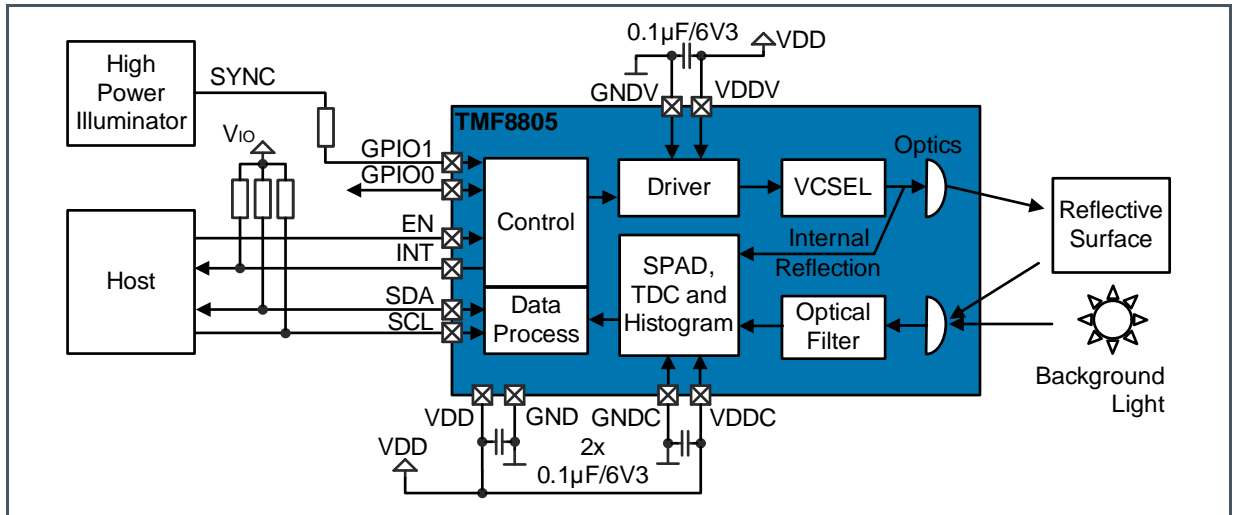 0.1µF/6V3
VDD
High
Power
Illuminator
SYNC
GNDV
VDDV
TMF8805
VIO
GPIO1
GPIO0
EN
INT
SDA
SCL
Host
Control
Data
Process
Driver
VCSEL
Optics
Internal
Reflection
SPAD,
TDC and
Histogram
Optical
Filter
Reflective
Surface
Background
Light
VDD
GND
GNDC
VDDC
VDD
2x
0.1µF/6V3